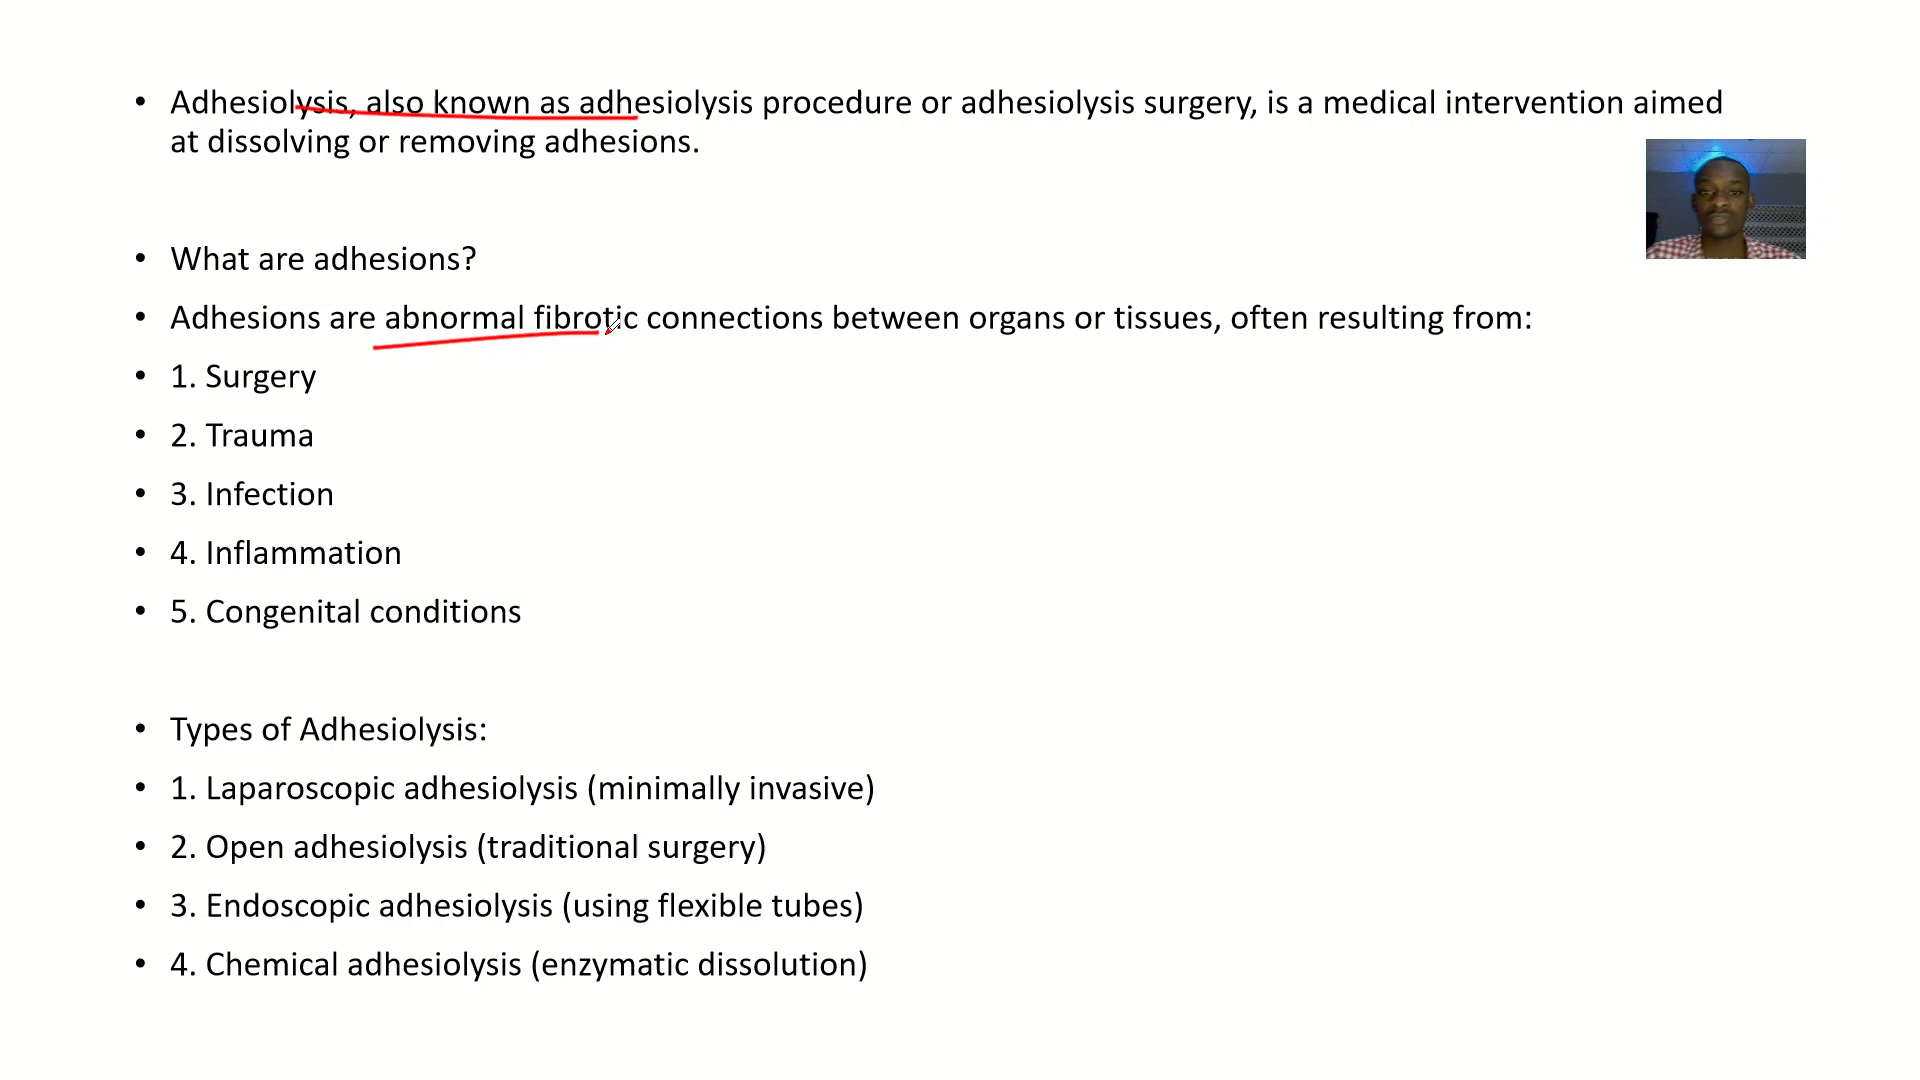 • Adhesiolysis, also known as adhesiolysis procedure or adhesiolysis surgery, is a medical intervention aimed
at dissolving or removing adhesions.
• What are adhesions?
• Adhesions are abnormal fibrotic connections between organs or tissues, often resulting from:
• 1. Surgery
• 2. Trauma
• 3. Infection
• 4. Inflammation
• 5. Congenital conditions
• Types of Adhesiolysis:
• 1. Laparoscopic adhesiolysis (minimally invasive)
• 2. Open adhesiolysis (traditional surgery)
• 3. Endoscopic adhesiolysis (using flexible tubes)
• 4. Chemical adhesiolysis (enzymatic dissolution)